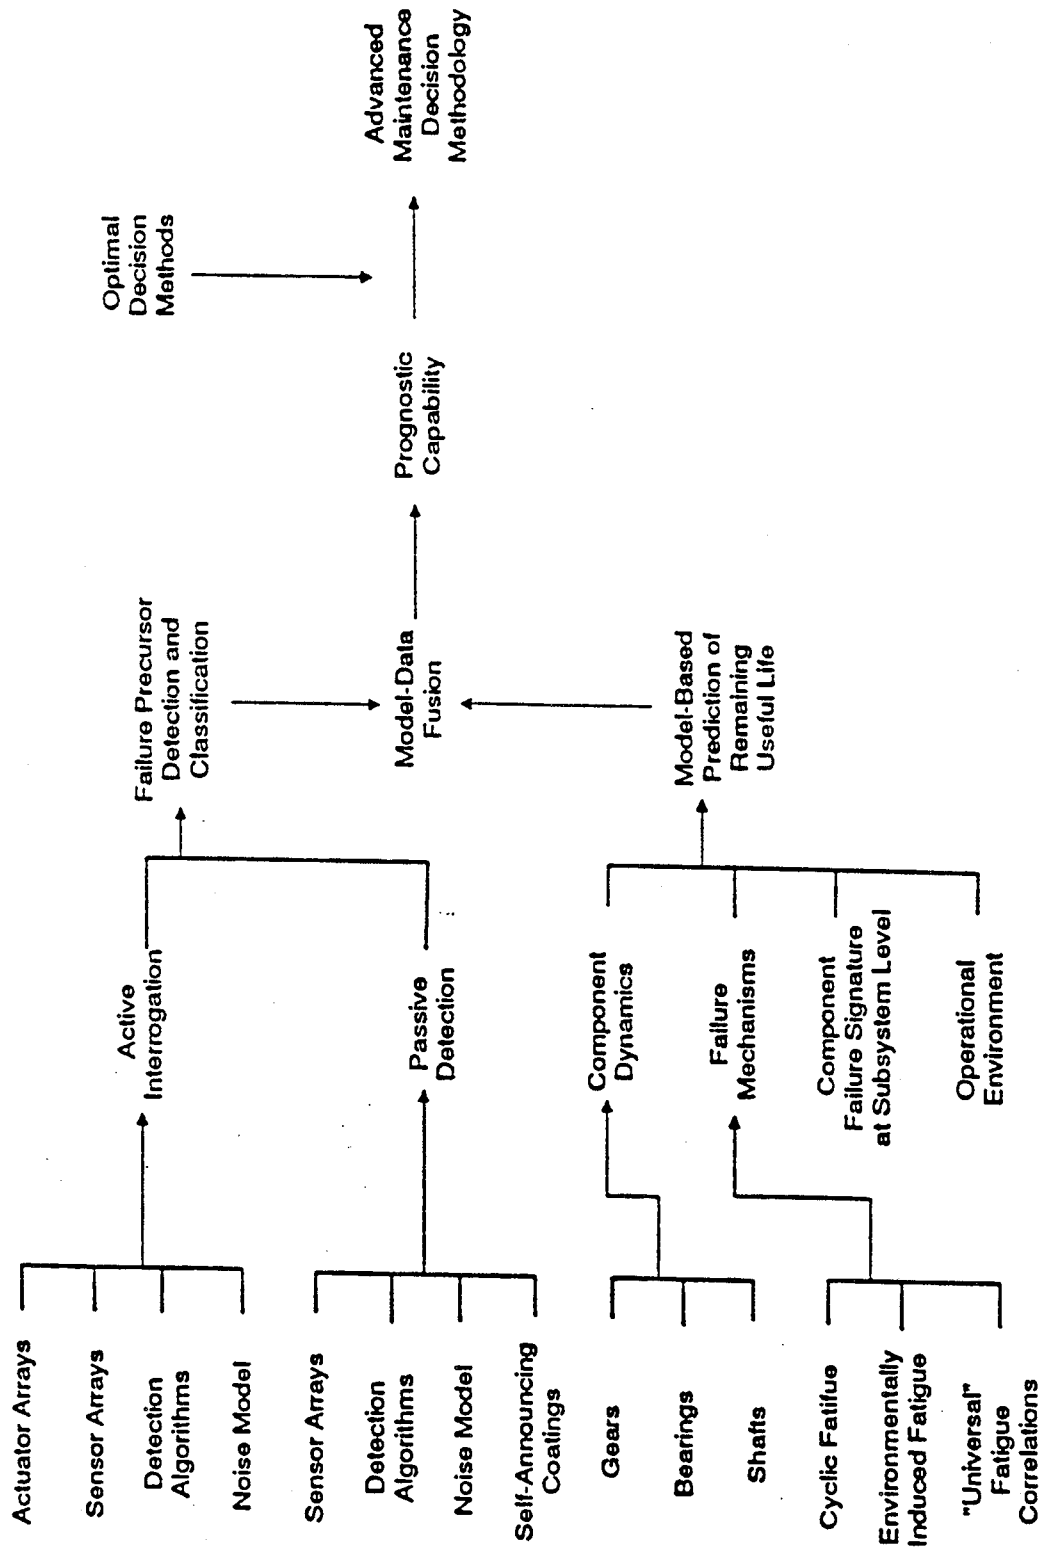 Actuator Arrays
Sensor Arrays
Detection
Algorithms
Noise Model
Sensor Arrays
Detection
Algorithms
Noise Model
Self-Announcing
Coatings
Gears
Bearings
Shafts
Cyclic Fatifue
Environmentally
Induced Fatigue
"Universal"
Fatigue
Correlations
Active
Interrogation
Passive
Detection
Component
Dynamics
Failure
Mechanisms
Component
Failure Signature
at Subsystem Level
Operational
Environment
Failure Precursor
Detection and
Classification
Model-Data
Fusion
Model-Based
Prediction of
Remaining
Useful Life
Prognostic
Capability
Optimal
Decision
Methods
Advanced
Maintenance
Decision
Methodology